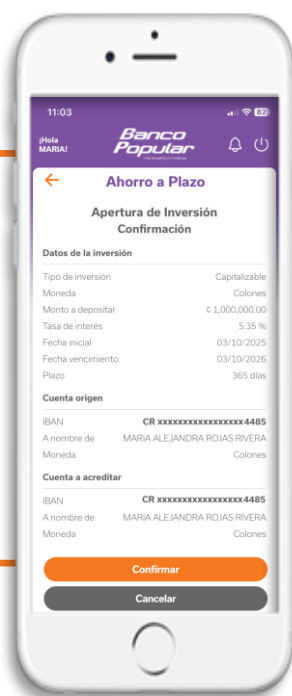 11:03 82
¡Hola
MARIA!
Banco
Popular
Ahorro a Plazo
Apertura de Inversión
Confirmación
Datos de la inversión
Tipo de inversión Capitalizable
Moneda Colones
Monto a depositar ¢ 1,000,000.00
Tasa de interés 5.35 %
Fecha inicial 03/10/2025
Fecha vencimiento 03/10/2026
Plazo 365 días
Cuenta origen
IBAN CR xxxxxxxxxxxxxxxxx4485
A nombre de MARIA ALEJANDRA ROJAS RIVERA
Moneda Colones
Cuenta a acreditar
IBAN CR xxxxxxxxxxxxxxxxx4485
A nombre de MARIA ALEJANDRA ROJAS RIVERA
Moneda Colones
Confirmar
Cancelar